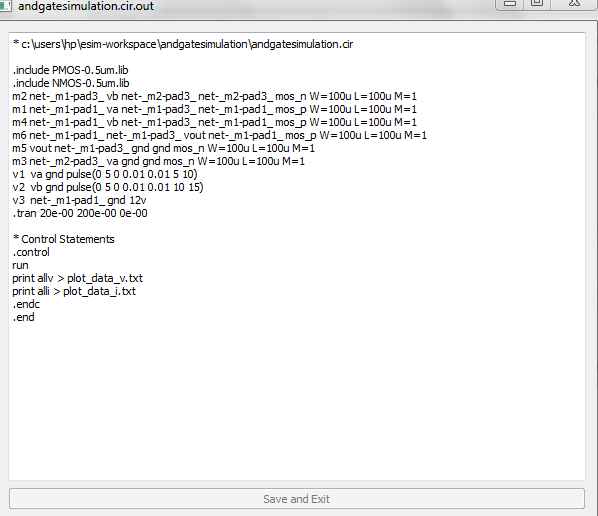 andgatesimulation.cir.out
* c:\users\hp\esim-workspace\andgatesimulation\andgatesimulation.cir
.include PMOS-0.5um.lib
.include NMOS-0.5um.lib
m2 net-_m1-pad3_ vb net-_m2-pad3_ net-_m2-pad3_ mos_n W=100u L=100u M=1
m1 net-_m1-pad1_ va net-_m1-pad3_ net-_m1-pad1_ mos_p W=100u L=100u M=1
m4 net-_m1-pad1_ vb net-_m1-pad3_ net-_m1-pad1_ mos_p W=100u L=100u M=1
m6 net-_m1-pad1_ net-_m1-pad3_ vout net-_m1-pad1_ mos_p W=100u L=100u M=1
m5 vout net-_m1-pad3_ gnd gnd mos_n W=100u L=100u M=1
m3 net-_m2-pad3_ va gnd gnd mos_n W=100u L=100u M=1
v1  va gnd pulse(0 5 0 0.01 0.01 5 10)
v2  vb gnd pulse(0 5 0 0.01 0.01 10 15)
v3  net-_m1-pad1_ gnd 12v
.tran 20e-00 200e-00 0e-00
* Control Statements
.control
run
print allv > plot_data_v.txt
print alli > plot_data_i.txt
.endc
.end
Save and Exit